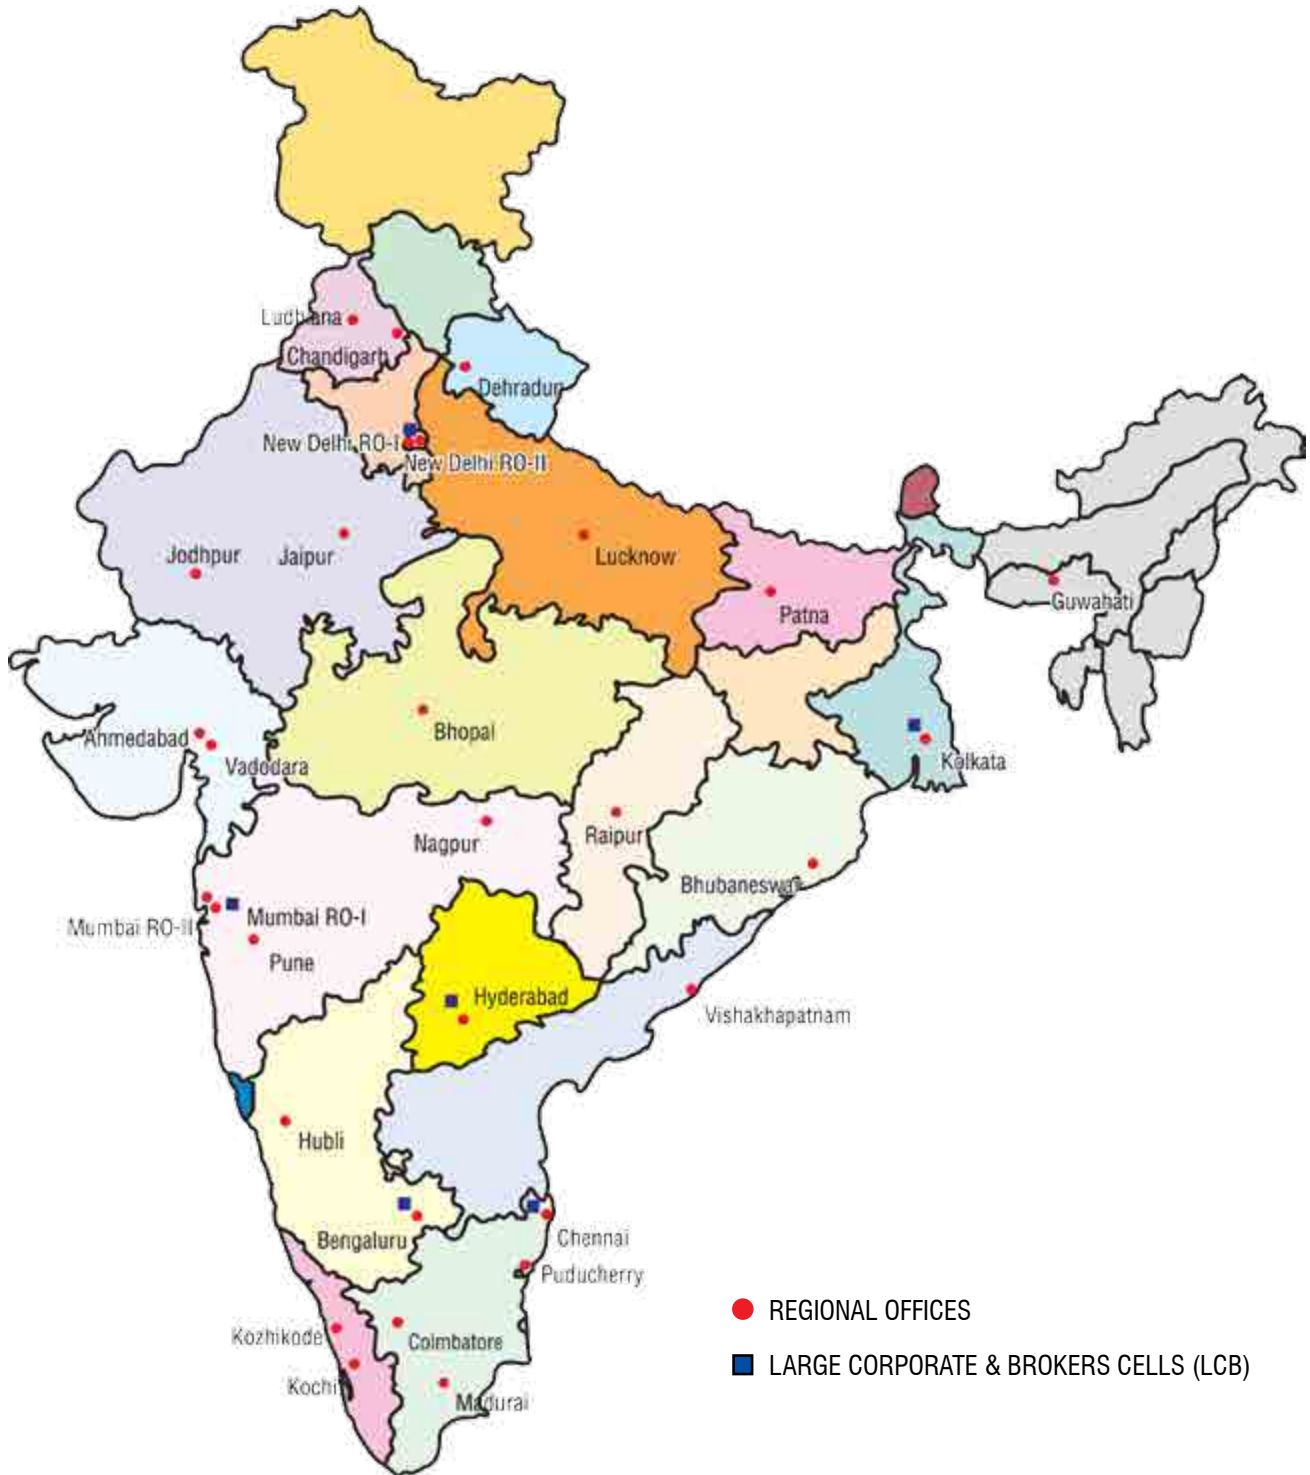 Ludhiana
Chandigarh
Dehradun
New Delhi RO-I
New Delhi RO-II
Jodhpur
Jaipur
Lucknow
Patna
Guwahati
Ahmedabad
Vadodara
Bhopal
Kolkata
Nagpur
Raipur
Bhubaneswar
Mumbai RO-II
Mumbai RO-I
Pune
Hyderabad
Vishakhapatnam
Hubli
Bengaluru
Chennai
Puducherry
Kozhikode
Coimbatore
Kochi
Madurai
REGIONAL OFFICES
LARGE CORPORATE & BROKERS CELLS (LCB)